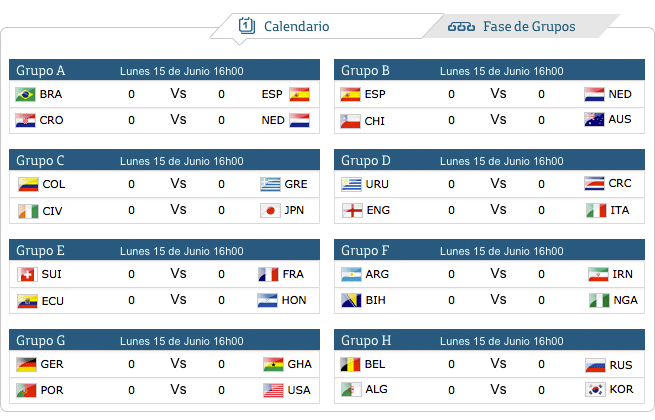 Calendario
Fase de Grupos
Grupo A Lunes 15 de Junio 16h00
BRA 0 Vs 0 ESP
CRO 0 Vs 0 NED
Grupo B Lunes 15 de Junio 16h00
ESP 0 Vs 0 NED
CHI 0 Vs 0 AUS
Grupo C Lunes 15 de Junio 16h00
COL 0 Vs 0 GRE
CIV 0 Vs 0 JPN
Grupo D Lunes 15 de Junio 16h00
URU 0 Vs 0 CRC
ENG 0 Vs 0 ITA
Grupo E Lunes 15 de Junio 16h00
SUI 0 Vs 0 FRA
ECU 0 Vs 0 HON
Grupo F Lunes 15 de Junio 16h00
ARG 0 Vs 0 IRN
BIH 0 Vs 0 NGA
Grupo G Lunes 15 de Junio 16h00
GER 0 Vs 0 GHA
POR 0 Vs 0 USA
Grupo H Lunes 15 de Junio 16h00
BEL 0 Vs 0 RUS
ALG 0 Vs 0 KOR